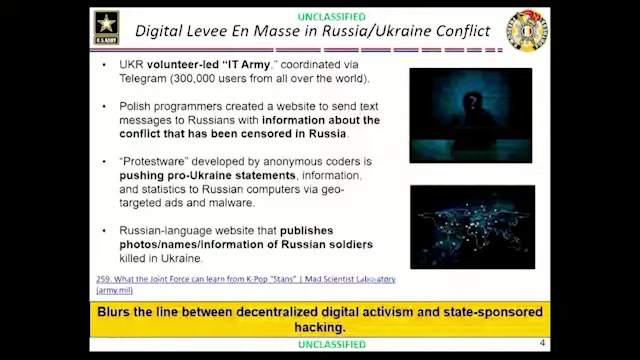 UNCLASSIFIED
Digital Levee En Masse in Russia/Ukraine Conflict
U.S. ARMY
• UKR volunteer-led "IT Army," coordinated via
Telegram (300,000 users from all over the world).
• Polish programmers created a website to send text
messages to Russians with information about the
conflict that has been censored in Russia.
• "Protestware" developed by anonymous coders is
pushing pro-Ukraine statements, information,
and statistics to Russian computers via geo-
targeted ads and malware.
• Russian-language website that publishes
photos/names/information of Russian soldiers
killed in Ukraine.
259. What the Joint Force can learn from K-Pop "Stans" | Mad Scientist Laboratory
(army.mil)
Blurs the line between decentralized digital activism and state-sponsored
hacking.
UNCLASSIFIED
4